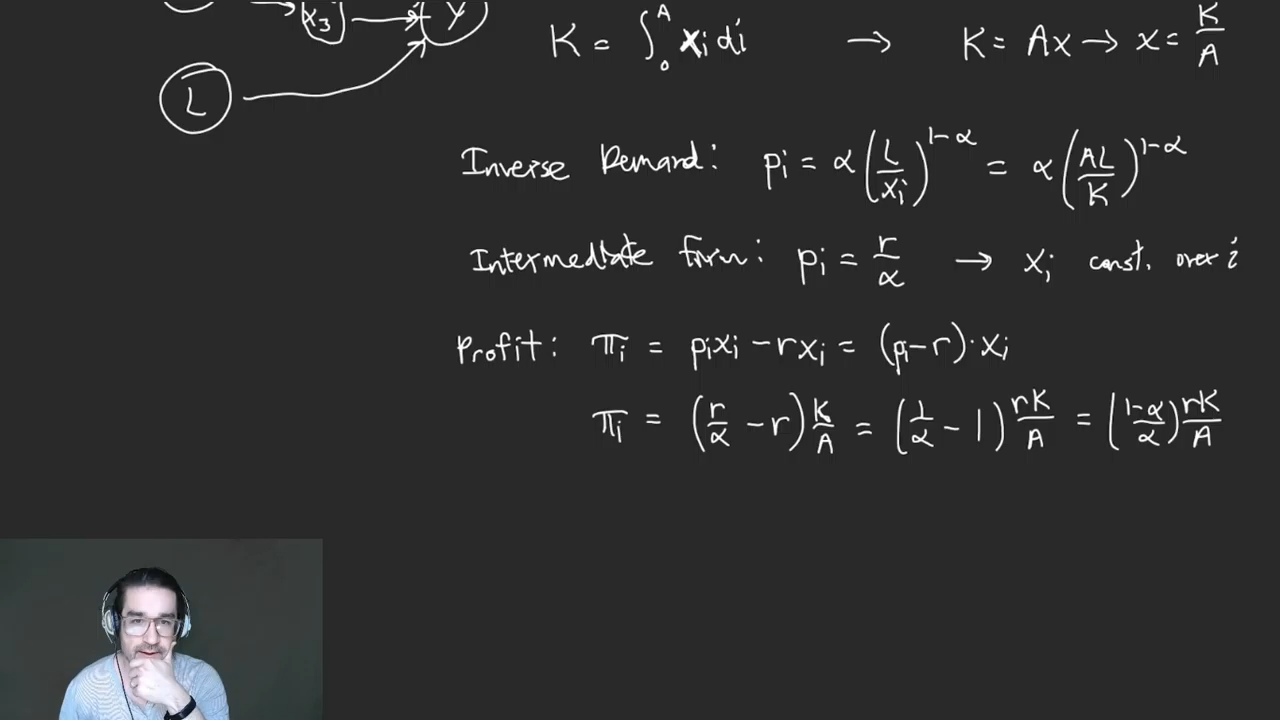 x₃ → Y
L
K = ∫₀ᴬ xᵢ di → K = Ax → x = K/A
Inverse Demand: pᵢ = α(L/xᵢ)^(1-α) = α(AL/K)^(1-α)
Intermediate firm: pᵢ = r/α → xᵢ const. over i
Profit: πᵢ = pᵢxᵢ - rxᵢ = (pᵢ-r)·xᵢ
πᵢ = (r/α - r)K/A = (1/α - 1)rK/A = (1-α/α)rK/A